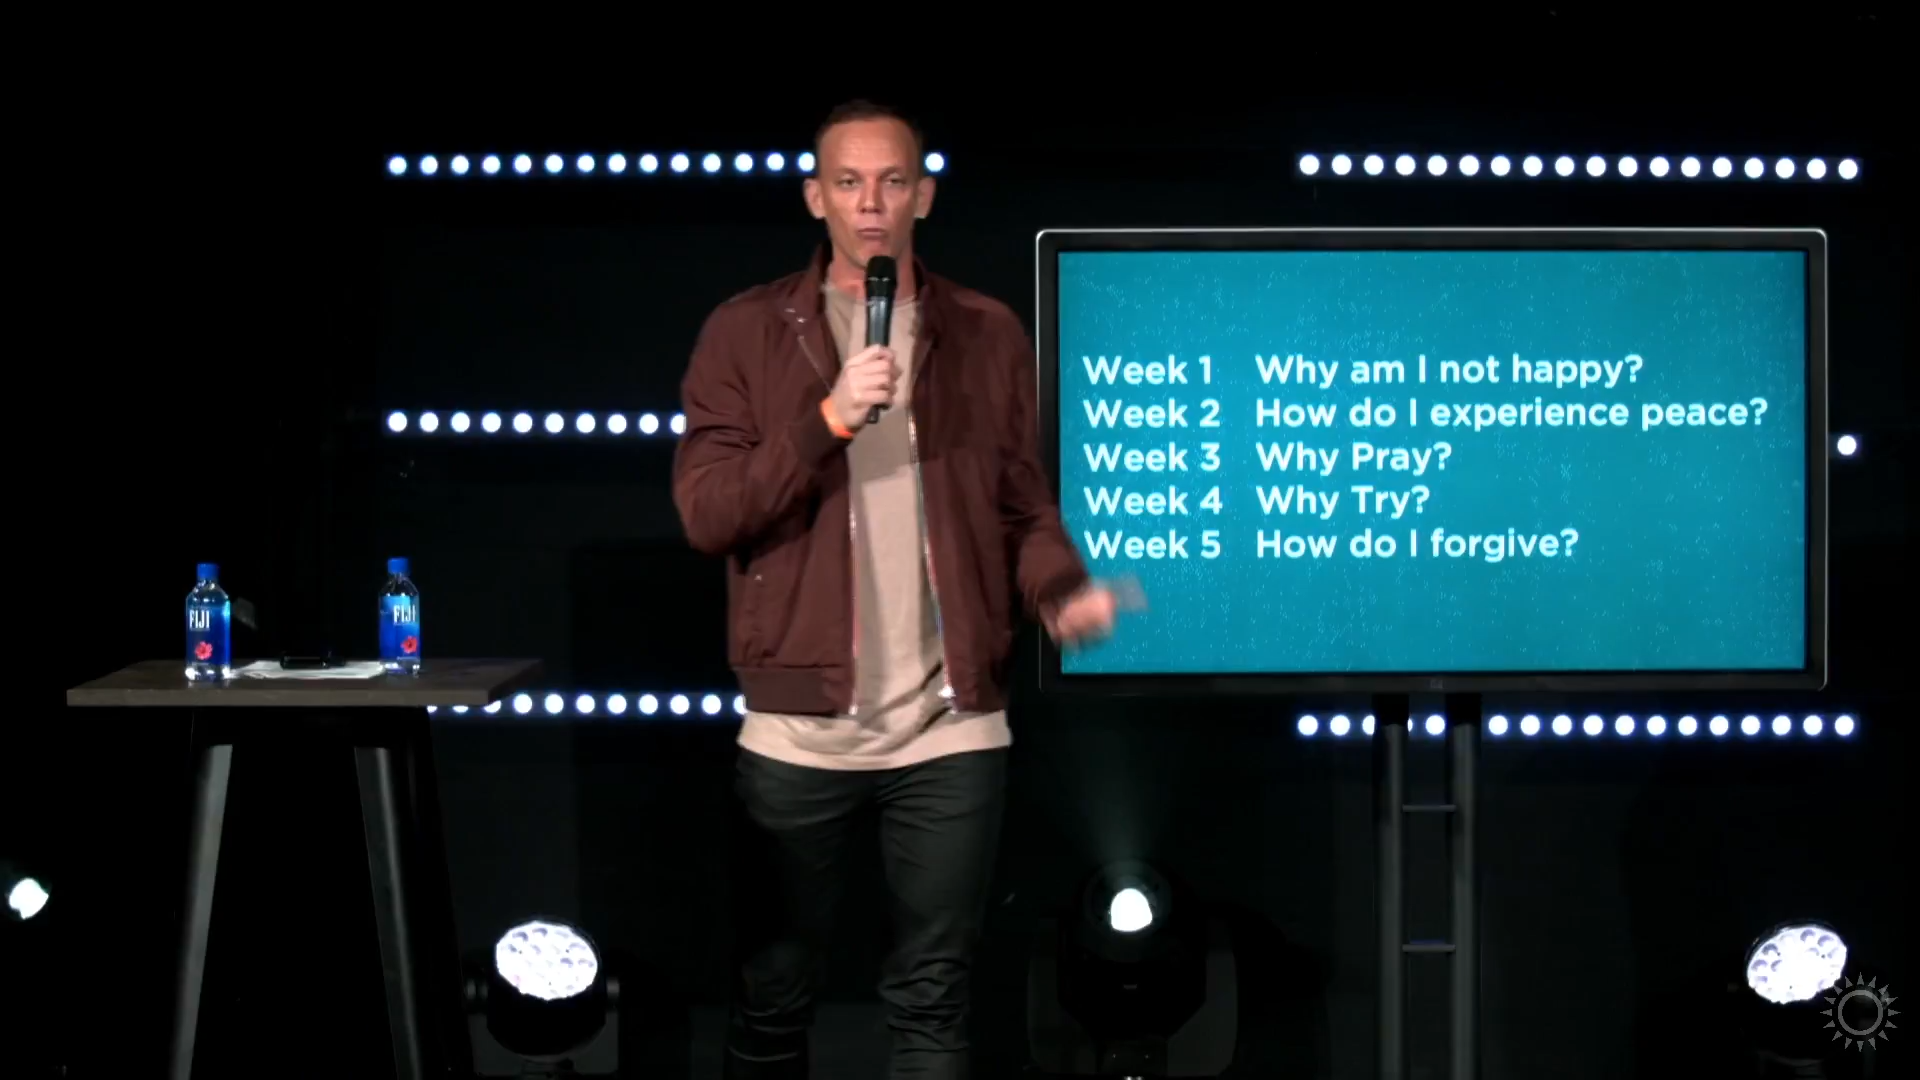 Week 1 Why am I not happy?
Week 2 How do I experience peace?
Week 3 Why Pray?
Week 4 Why Try?
Week 5 How do I forgive?
FIJI
FIJI